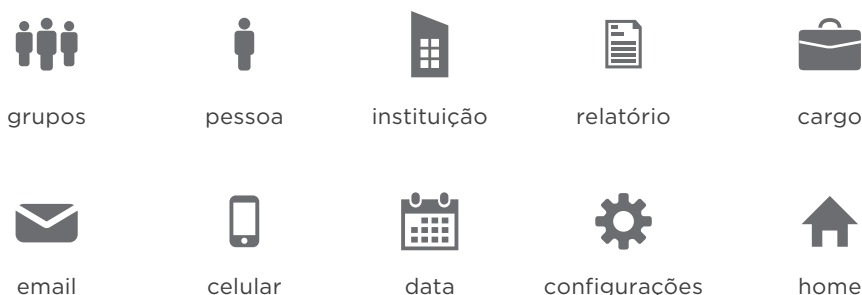 grupos pessoa instituição relatório cargo
email celular data configurações home